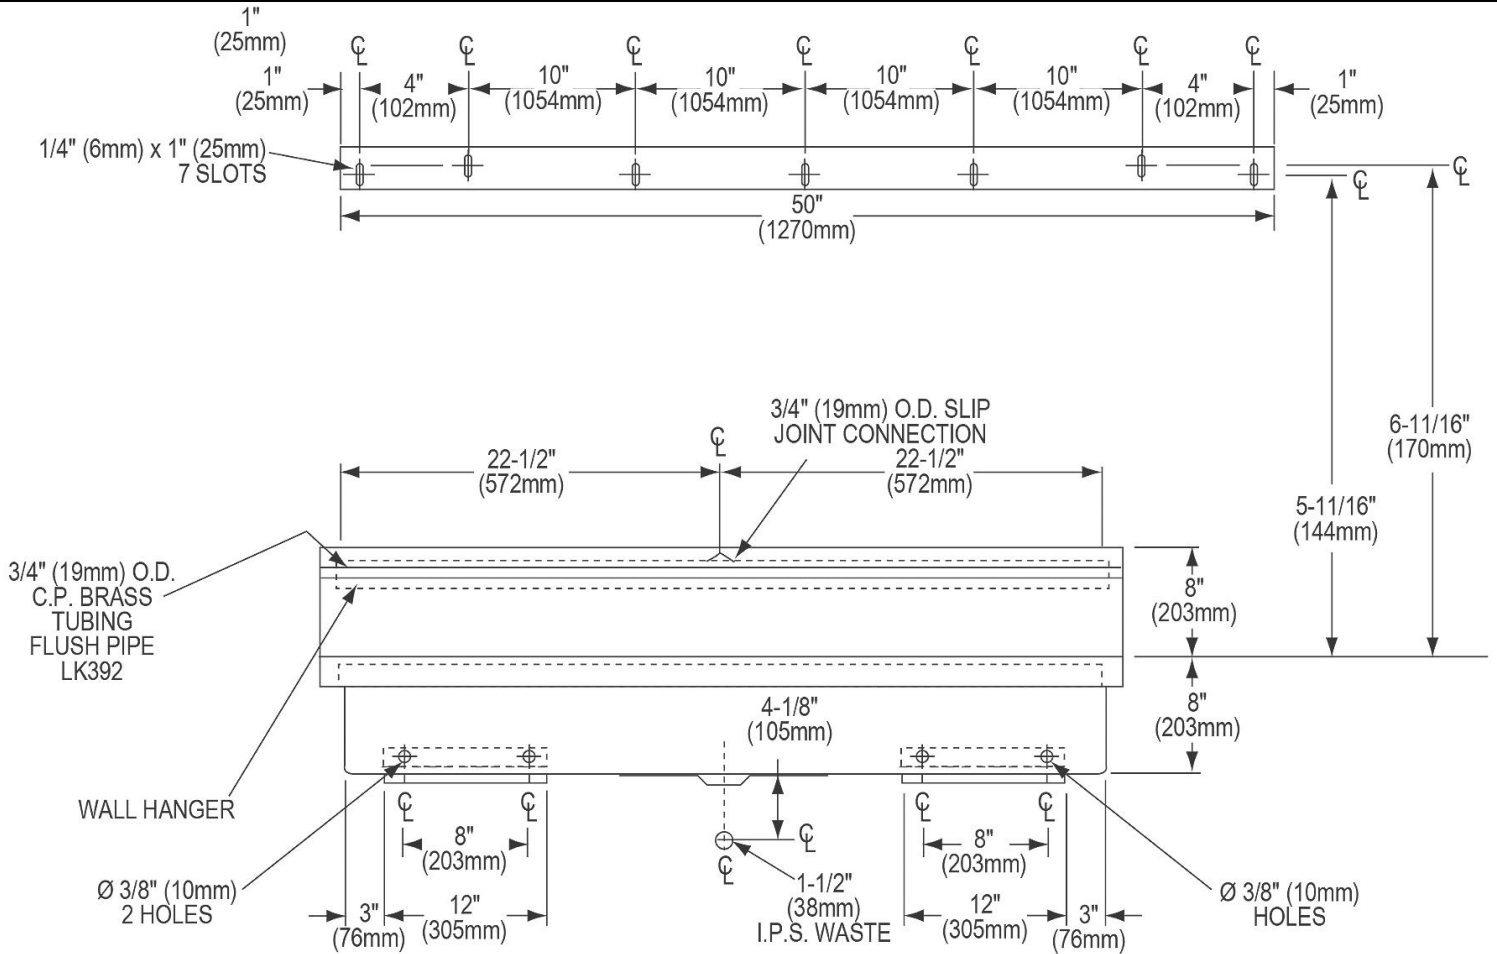 1"
(25mm)
℄ ℄ ℄ ℄ ℄ ℄ ℄
1" 4" 10" 10" 10" 10" 4" 1"
(25mm) (102mm) (1054mm) (1054mm) (1054mm) (1054mm) (102mm) (25mm)
1/4" (6mm) x 1" (25mm)
7 SLOTS
℄
℄
50"
(1270mm)
3/4" (19mm) O.D. SLIP
JOINT CONNECTION
℄
22-1/2"
(572mm)
22-1/2"
(572mm)
6-11/16"
(170mm)
5-11/16"
(144mm)
3/4" (19mm) O.D.
C.P. BRASS
TUBING
FLUSH PIPE
LK392
8"
(203mm)
8"
(203mm)
4-1/8"
(105mm)
WALL HANGER
℄ ℄ ℄ ℄
℄
℄
8"
(203mm)
8"
(203mm)
Ø 3/8" (10mm)
2 HOLES
1-1/2"
(38mm)
I.P.S. WASTE
Ø 3/8" (10mm)
HOLES
3"
(76mm)
12"
(305mm)
12"
(305mm)
3"
(76mm)